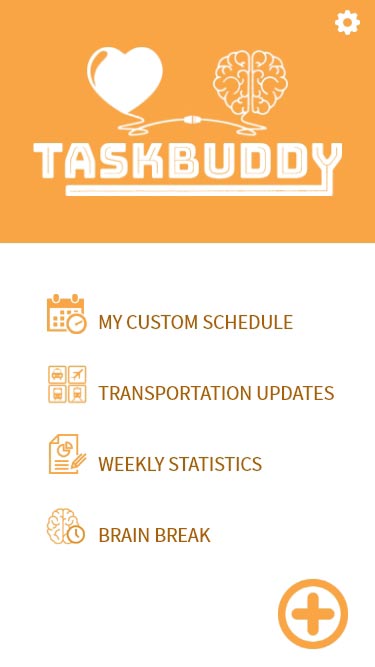 TASKBUDDY
MY CUSTOM SCHEDULE
TRANSPORTATION UPDATES
WEEKLY STATISTICS
BRAIN BREAK